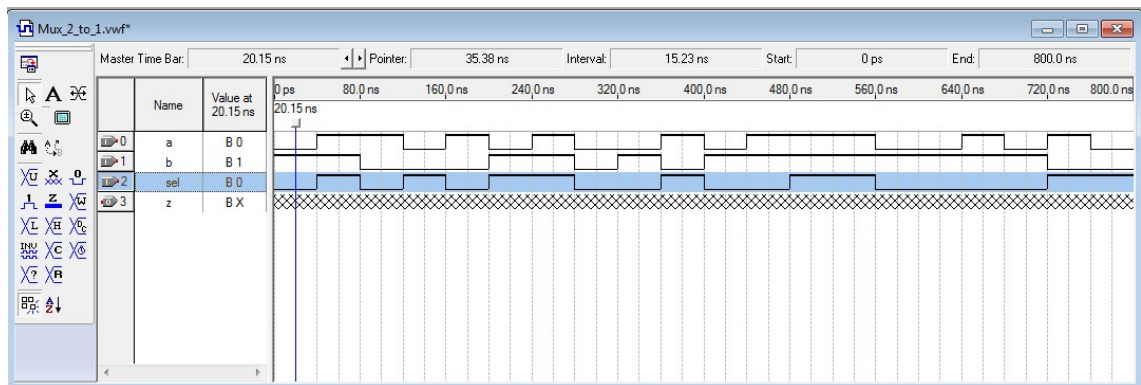 Mux_2_to_1.vwf*
Master Time Bar: 20.15 ns Pointer: 35.38 ns Interval: 15.23 ns Start: 0 ps End: 800.0 ns
Name Value at 20.15 ns
0 ps 80.0 ns 160.0 ns 240.0 ns 320.0 ns 400.0 ns 480.0 ns 560.0 ns 640.0 ns 720.0 ns 800.0 ns
20.15 ns
0 a B 0
1 b B 1
2 sel B 0
3 z B X